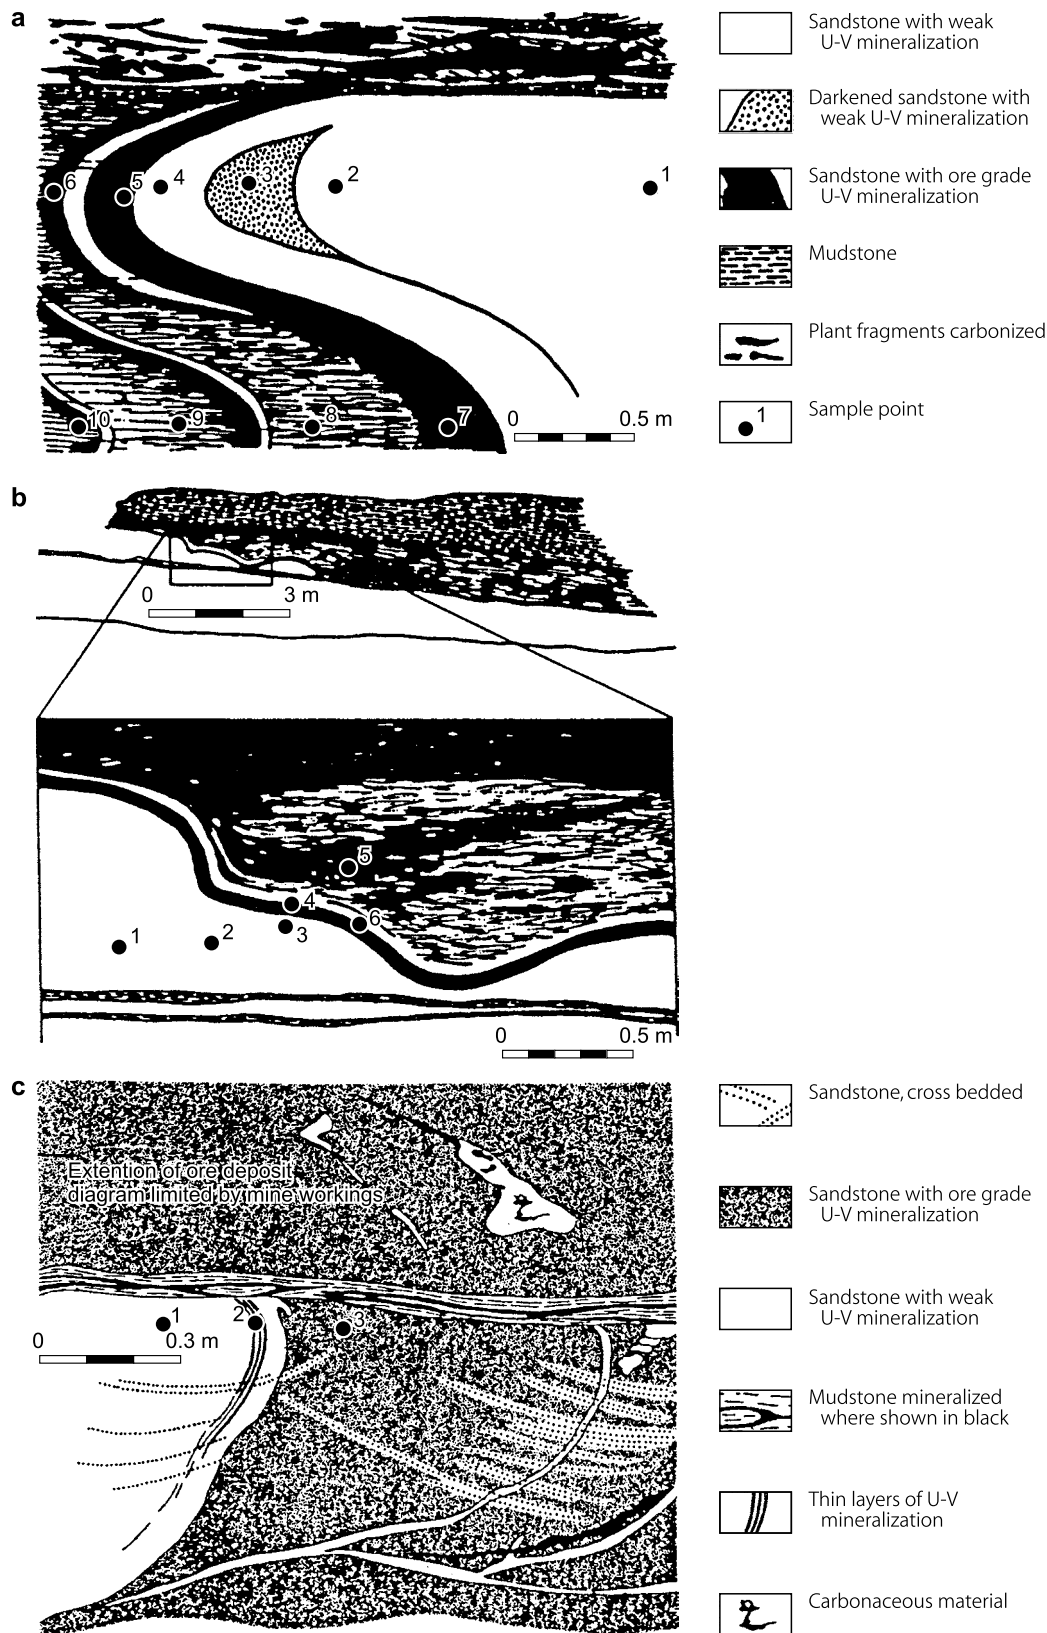 a
Sandstone with weak
U-V mineralization
Darkened sandstone with
weak U-V mineralization
Sandstone with ore grade
U-V mineralization
Mudstone
Plant fragments carbonized
1
Sample point
6
5
4
3
2
1
10
9
8
7
0 0.5 m
b
0 3 m
5
4
6
1
2
3
0 0.5 m
c
Extention of ore deposit
diagram limited by mine workings
1
2
3
0 0.3 m
Sandstone, cross bedded
Sandstone with ore grade
U-V mineralization
Sandstone with weak
U-V mineralization
Mudstone mineralized
where shown in black
Thin layers of U-V
mineralization
Carbonaceous material